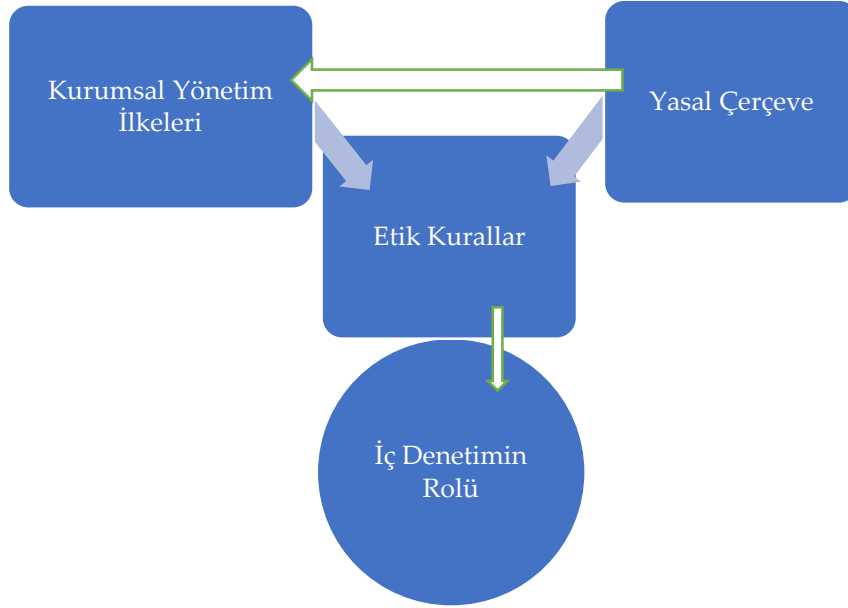 Kurumsal Yönetim
İlkeleri
Yasal Çerçeve
Etik Kurallar
İç Denetimin
Rolü